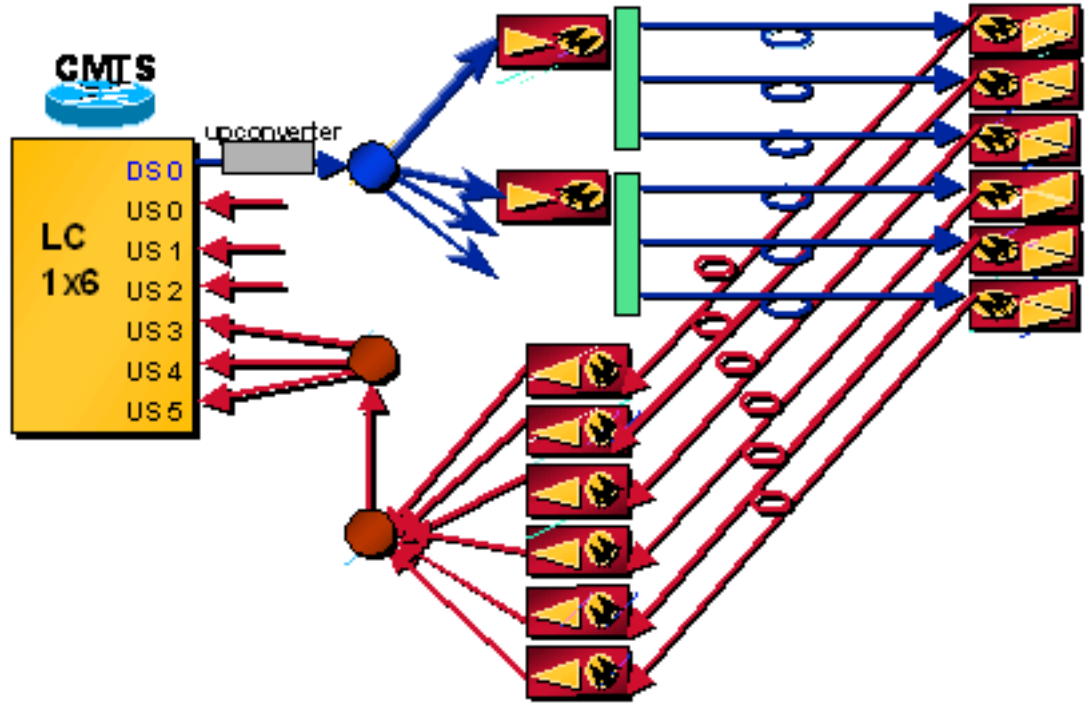 CMTS
upconverter
DS 0
US 0
LC
US 1
1x6
US 2
US 3
US 4
US 5